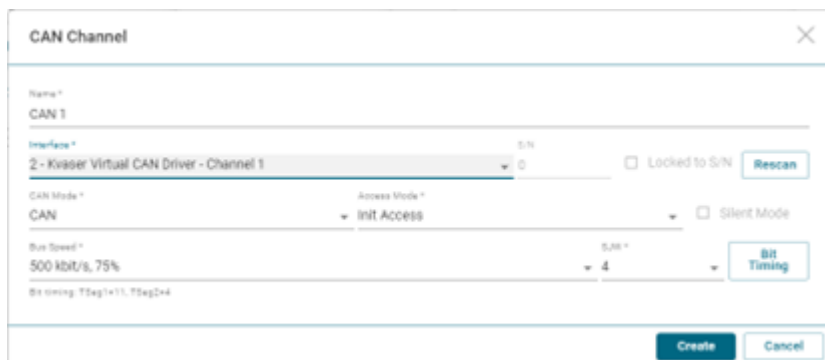 CAN Channel
Name *
CAN 1
Interface * S/N
2 - Kvaser Virtual CAN Driver - Channel 1 0 Locked to S/N Rescan
CAN Mode * Access Mode *
CAN Init Access Silent Mode
Bus Speed * SJW *
500 kbit/s, 75% 4 Bit Timing
Bit timing: TSeg1=11, TSeg2=4
Create Cancel